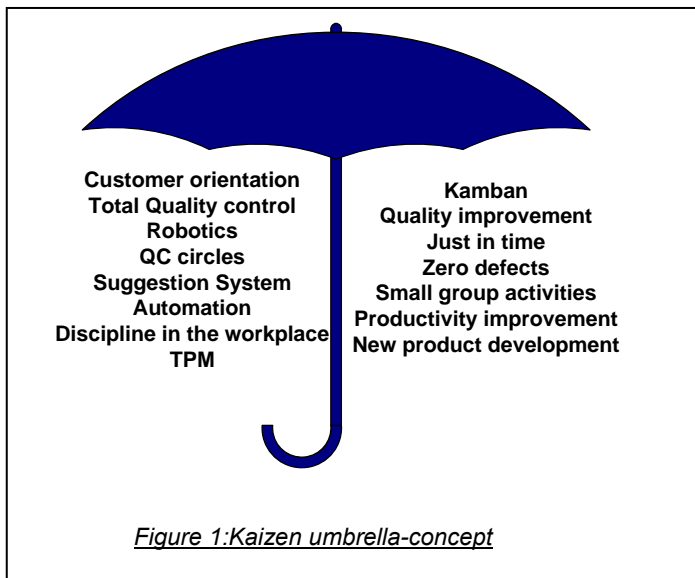 Customer orientation
Total Quality control
Robotics
QC circles
Suggestion System
Automation
Discipline in the workplace
TPM
Kamban
Quality improvement
Just in time
Zero defects
Small group activities
Productivity improvement
New product development
Figure 1:Kaizen umbrella-concept